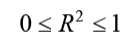 0 ≤ R² ≤ 1